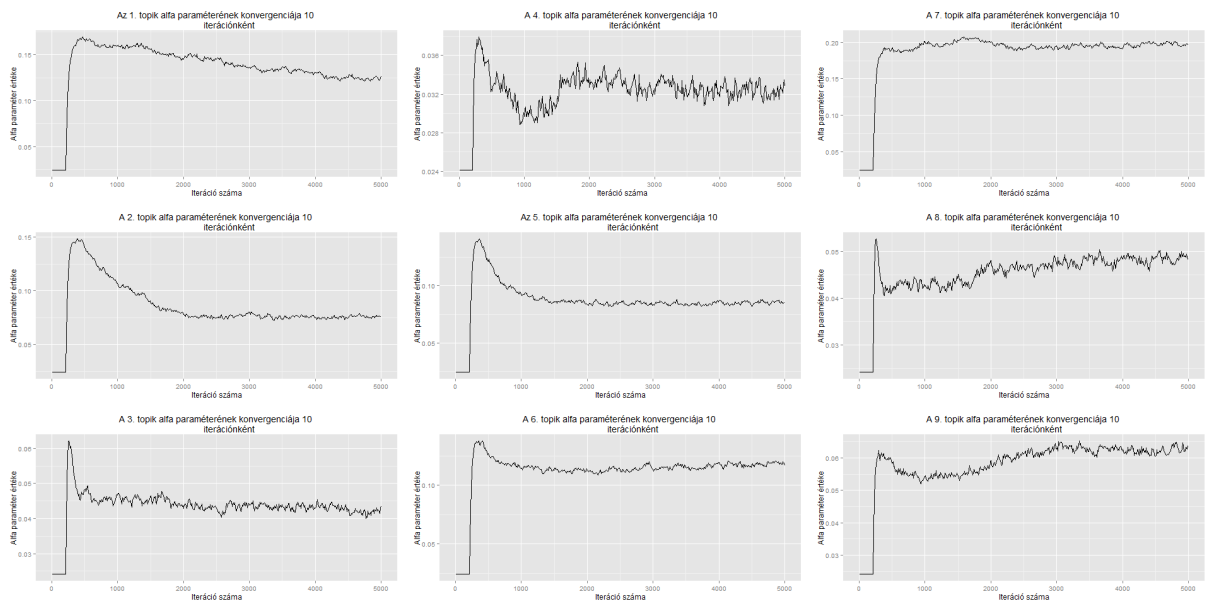 Az 1. topik alfa paraméterének konvergenciája 10
iterációnként
Alfa paraméter értéke
0.15
0.10
0.05
0 1000 2000 3000 4000 5000
Iteráció száma
A 4. topik alfa paraméterének konvergenciája 10
iterációnként
Alfa paraméter értéke
0.036
0.032
0.028
0.024
0 1000 2000 3000 4000 5000
Iteráció száma
A 7. topik alfa paraméterének konvergenciája 10
iterációnként
Alfa paraméter értéke
0.20
0.15
0.10
0.05
0 1000 2000 3000 4000 5000
Iteráció száma
A 2. topik alfa paraméterének konvergenciája 10
iterációnként
Alfa paraméter értéke
0.15
0.10
0.05
0 1000 2000 3000 4000 5000
Iteráció száma
Az 5. topik alfa paraméterének konvergenciája 10
iterációnként
Alfa paraméter értéke
0.10
0.05
0 1000 2000 3000 4000 5000
Iteráció száma
A 8. topik alfa paraméterének konvergenciája 10
iterációnként
Alfa paraméter értéke
0.05
0.04
0.03
0 1000 2000 3000 4000 5000
Iteráció száma
A 3. topik alfa paraméterének konvergenciája 10
iterációnként
Alfa paraméter értéke
0.06
0.05
0.04
0.03
0 1000 2000 3000 4000 5000
Iteráció száma
A 6. topik alfa paraméterének konvergenciája 10
iterációnként
Alfa paraméter értéke
0.10
0.05
0 1000 2000 3000 4000 5000
Iteráció száma
A 9. topik alfa paraméterének konvergenciája 10
iterációnként
Alfa paraméter értéke
0.06
0.05
0.04
0.03
0 1000 2000 3000 4000 5000
Iteráció száma